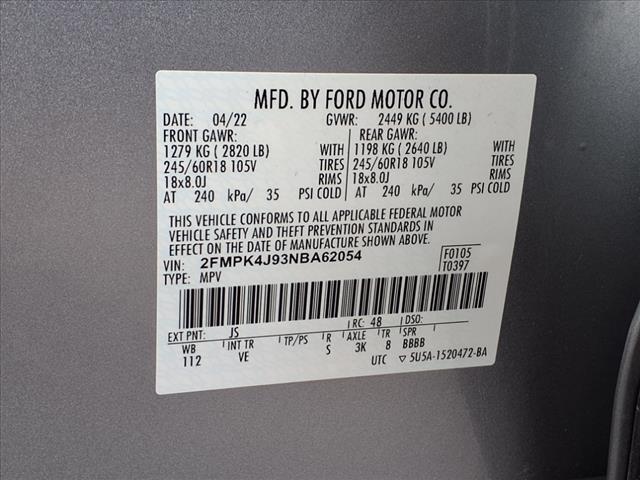 MFD. BY FORD MOTOR CO.
DATE: 04/22 GVWR: 2449 KG ( 5400 LB)
FRONT GAWR: REAR GAWR:
1279 KG ( 2820 LB) WITH 1198 KG ( 2640 LB) WITH
245/60R18 105V TIRES 245/60R18 105V TIRES
18x8.0J RIMS 18x8.0J RIMS
AT 240 kPa/ 35 PSI COLD AT 240 kPa/ 35 PSI COLD
THIS VEHICLE CONFORMS TO ALL APPLICABLE FEDERAL MOTOR
VEHICLE SAFETY AND THEFT PREVENTION STANDARDS IN
EFFECT ON THE DATE OF MANUFACTURE SHOWN ABOVE.
VIN: 2FMPK4J93NBA62054 F0105
TYPE: MPV T0397
EXT PNT: JS RC: 48 DSO:
WB INT TR TP/PS R AXLE TR SPR
112 VE S 3K 8 BBBB
UTC ▽ 5U5A-1520472-BA